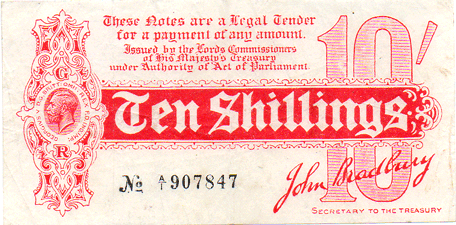 These Notes are a Legal Tender
for a payment of any amount.
Issued by the Lords Commissioners
of His Majesty's Treasury
under Authority of Act of Parliament.
10/
G
R
Ten Shillings.
№ A/1 907847
John Bradbury
SECRETARY TO THE TREASURY
10